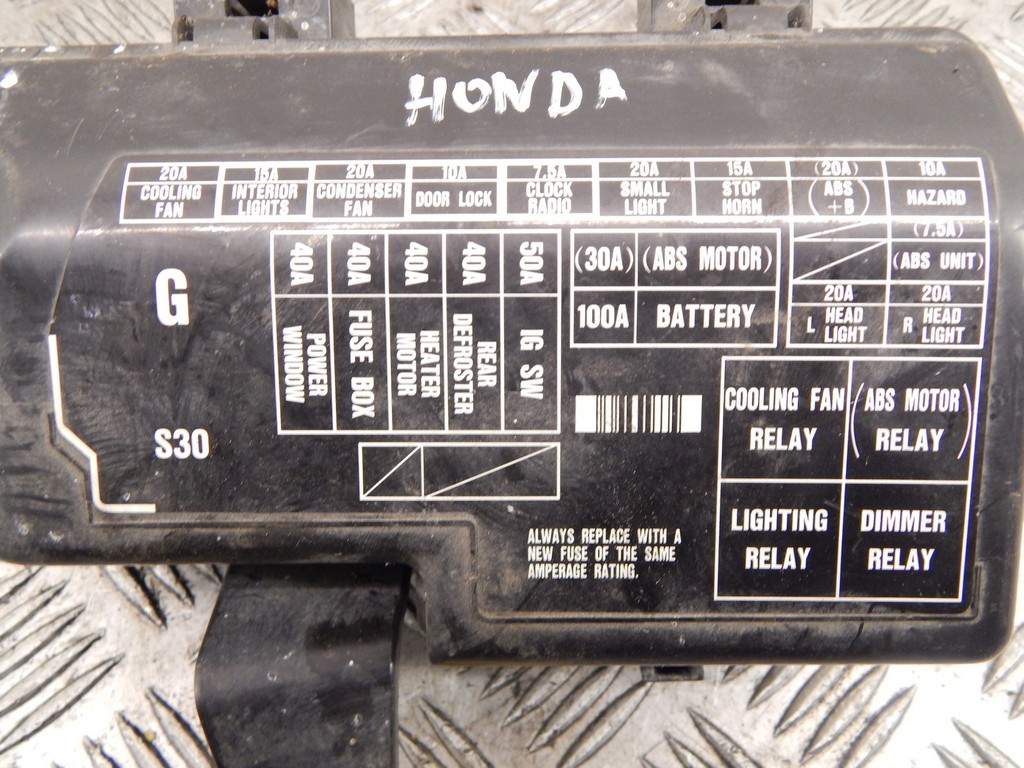 HONDA
20A 15A 20A 10A 7.5A 20A 15A (20A) 10A
COOLING FAN
INTERIOR LIGHTS
CONDENSER FAN
DOOR LOCK
CLOCK RADIO
SMALL LIGHT
STOP HORN
(ABS +B)
HAZARD
(7.5A)
(ABS UNIT)
20A 20A
L HEAD LIGHT
R HEAD LIGHT
G
S30
40A POWER WINDOW
40A FUSE BOX
40A HEATER MOTOR
40A REAR DEFROSTER
50A IG SW
(30A) (ABS MOTOR)
100A BATTERY
COOLING FAN RELAY
(ABS MOTOR RELAY)
LIGHTING RELAY
DIMMER RELAY
ALWAYS REPLACE WITH A
NEW FUSE OF THE SAME
AMPERAGE RATING.